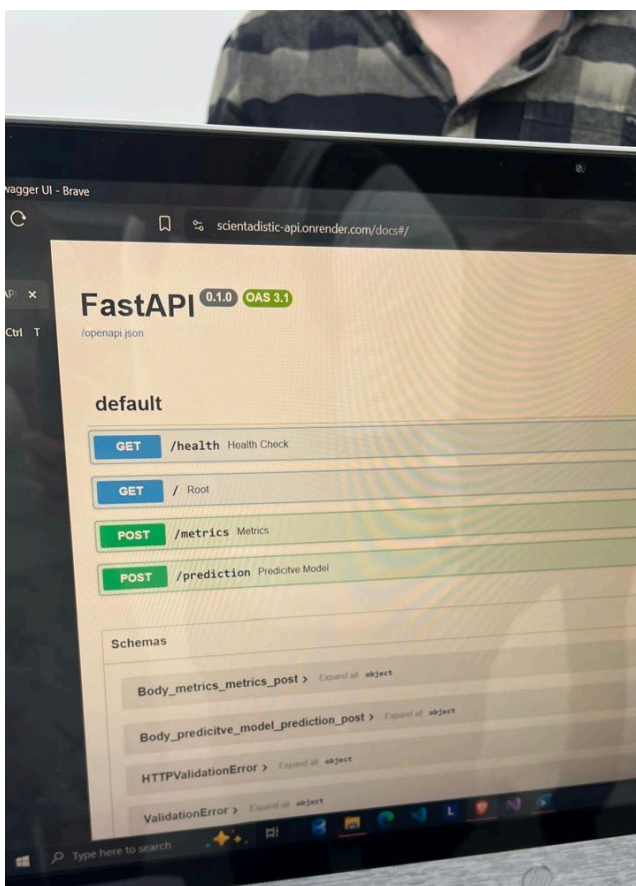 wagger UI - Brave
scientadistic-api.onrender.com/docs#/
API
Ctrl T
FastAPI 0.1.0 OAS 3.1
/openapi.json
default
GET /health Health Check
GET / Root
POST /metrics Metrics
POST /prediction Predicitve Model
Schemas
Body_metrics_metrics_post > Expand all object
Body_predicitve_model_prediction_post > Expand all object
HTTPValidationError > Expand all object
ValidationError > Expand all object
Type here to search
L